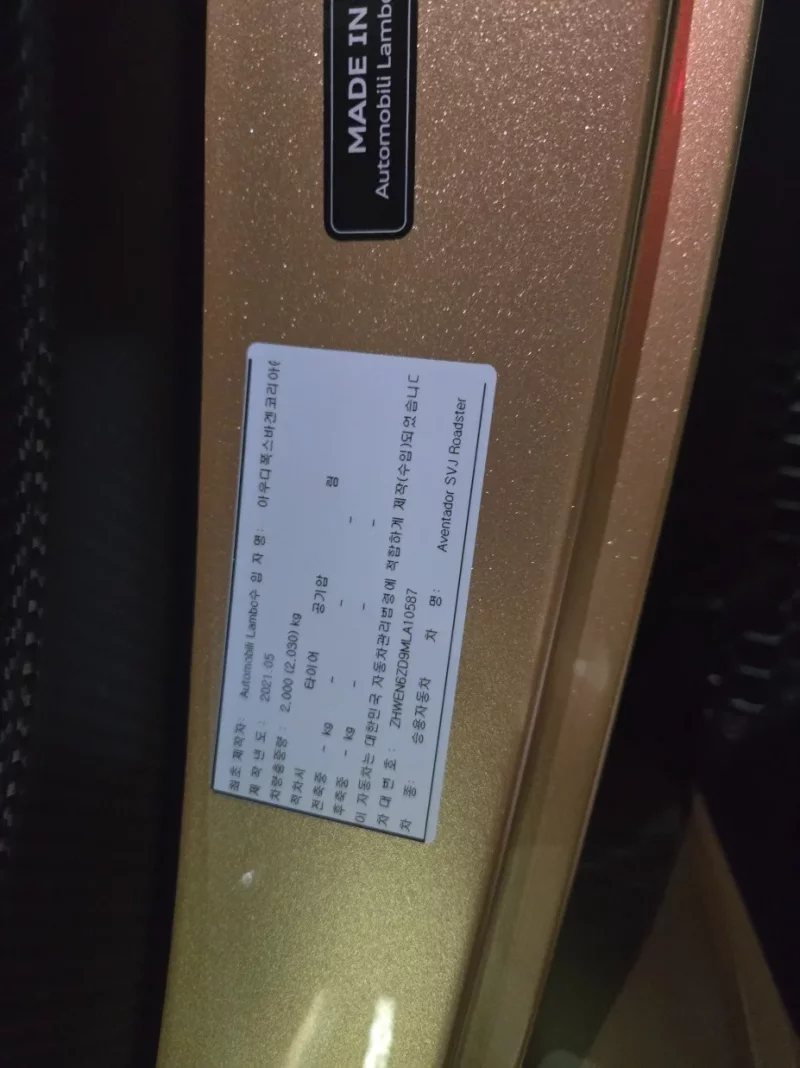 MADE IN
Automobili Lambo
최초 제작자: Automobili Lambo수 입 자 명: 아우디폭스바겐코리아
제 작 년 도 : 2021.05
차량총중량 : 2,000 (2,030) kg
적차시 타이어 공기압 림
전축중 - kg - - -
후축중 - kg - - -
이 자동차는 대한민국 자동차관리법령에 적합하게 제작(수입)되었습니다
차 대 번 호 : ZHWEN6ZD9MLA10587
차 종: 승용자동차 차 명: Aventador SVJ Roadster